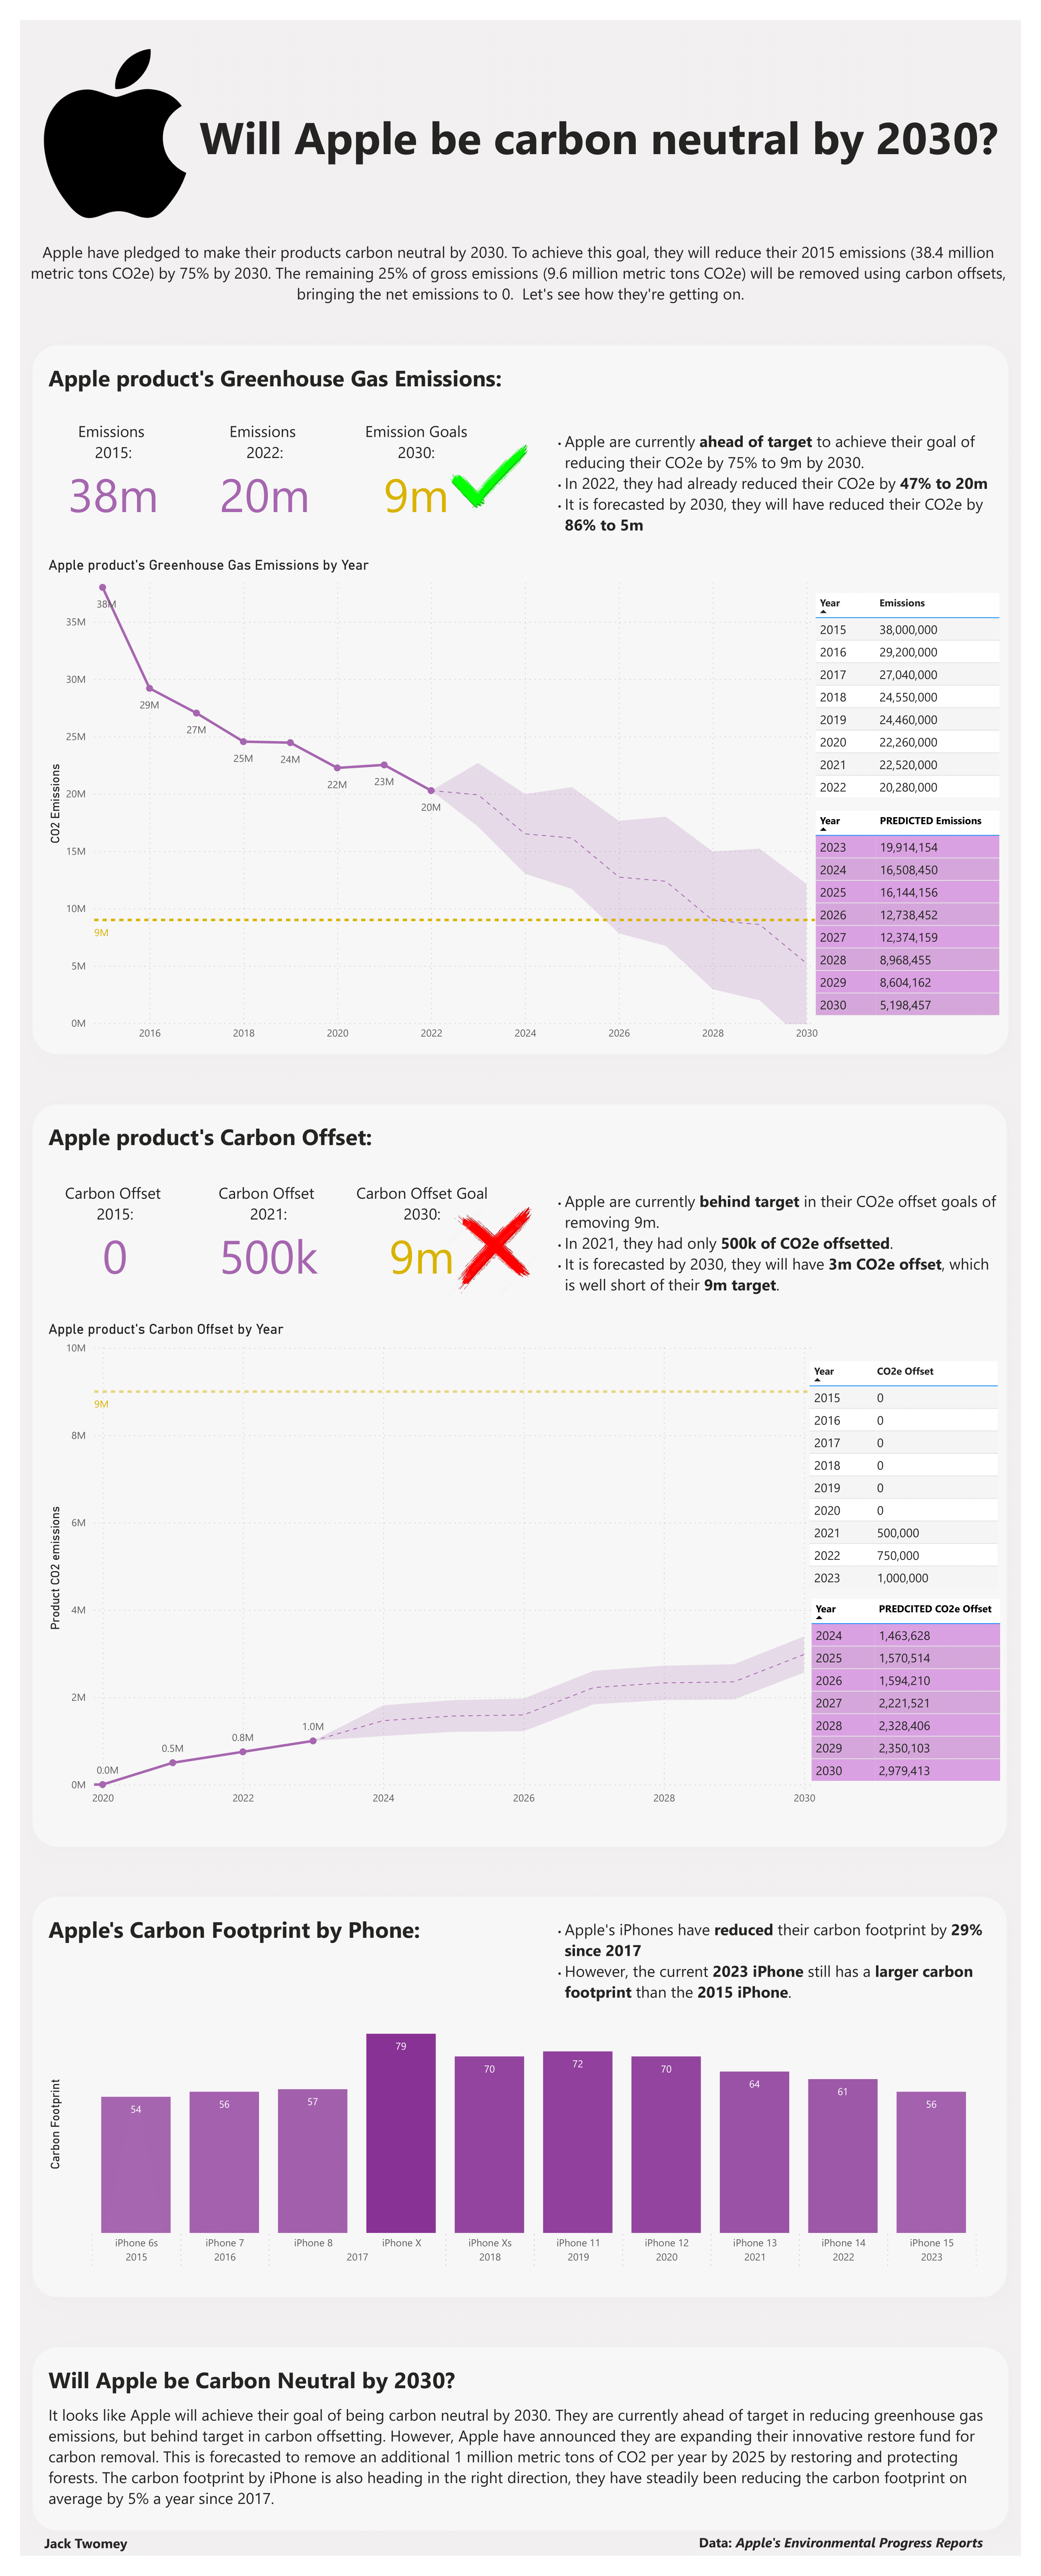 Will Apple be carbon neutral by 2030?
Apple have pledged to make their products carbon neutral by 2030. To achieve this goal, they will reduce their 2015 emissions (38.4 million
metric tons CO2e) by 75% by 2030. The remaining 25% of gross emissions (9.6 million metric tons CO2e) will be removed using carbon offsets,
bringing the net emissions to 0.  Let's see how they're getting on.
Apple product's Greenhouse Gas Emissions:
Emissions
2015:
38m
Emissions
2022:
20m
Emission Goals
2030:
9m
· Apple are currently ahead of target to achieve their goal of
reducing their CO2e by 75% to 9m by 2030.
· In 2022, they had already reduced their CO2e by 47% to 20m
· It is forecasted by 2030, they will have reduced their CO2e by
86% to 5m
Apple product's Greenhouse Gas Emissions by Year
CO2 Emissions
35M
30M
25M
20M
15M
10M
5M
0M
38M
29M
27M
25M
24M
22M
23M
20M
9M
2016
2018
2020
2022
2024
2026
2028
2030
Year Emissions
2015 38,000,000
2016 29,200,000
2017 27,040,000
2018 24,550,000
2019 24,460,000
2020 22,260,000
2021 22,520,000
2022 20,280,000
Year PREDICTED Emissions
2023 19,914,154
2024 16,508,450
2025 16,144,156
2026 12,738,452
2027 12,374,159
2028 8,968,455
2029 8,604,162
2030 5,198,457
Apple product's Carbon Offset:
Carbon Offset
2015:
0
Carbon Offset
2021:
500k
Carbon Offset Goal
2030:
9m
· Apple are currently behind target in their CO2e offset goals of
removing 9m.
· In 2021, they had only 500k of CO2e offsetted.
· It is forecasted by 2030, they will have 3m CO2e offset, which
is well short of their 9m target.
Apple product's Carbon Offset by Year
Product CO2 emissions
10M
8M
6M
4M
2M
0M
9M
0.0M
0.5M
0.8M
1.0M
2020
2022
2024
2026
2028
2030
Year CO2e Offset
2015 0
2016 0
2017 0
2018 0
2019 0
2020 0
2021 500,000
2022 750,000
2023 1,000,000
Year PREDCITED CO2e Offset
2024 1,463,628
2025 1,570,514
2026 1,594,210
2027 2,221,521
2028 2,328,406
2029 2,350,103
2030 2,979,413
Apple's Carbon Footprint by Phone:
· Apple's iPhones have reduced their carbon footprint by 29%
since 2017
· However, the current 2023 iPhone still has a larger carbon
footprint than the 2015 iPhone.
Carbon Footprint
54
56
57
79
70
72
70
64
61
56
iPhone 6s iPhone 7 iPhone 8 iPhone X iPhone Xs iPhone 11 iPhone 12 iPhone 13 iPhone 14 iPhone 15
2015 2016 2017 2018 2019 2020 2021 2022 2023
Will Apple be Carbon Neutral by 2030?
It looks like Apple will achieve their goal of being carbon neutral by 2030. They are currently ahead of target in reducing greenhouse gas
emissions, but behind target in carbon offsetting. However, Apple have announced they are expanding their innovative restore fund for
carbon removal. This is forecasted to remove an additional 1 million metric tons of CO2 per year by 2025 by restoring and protecting
forests. The carbon footprint by iPhone is also heading in the right direction, they have steadily been reducing the carbon footprint on
average by 5% a year since 2017.
Jack Twomey
Data: Apple's Environmental Progress Reports